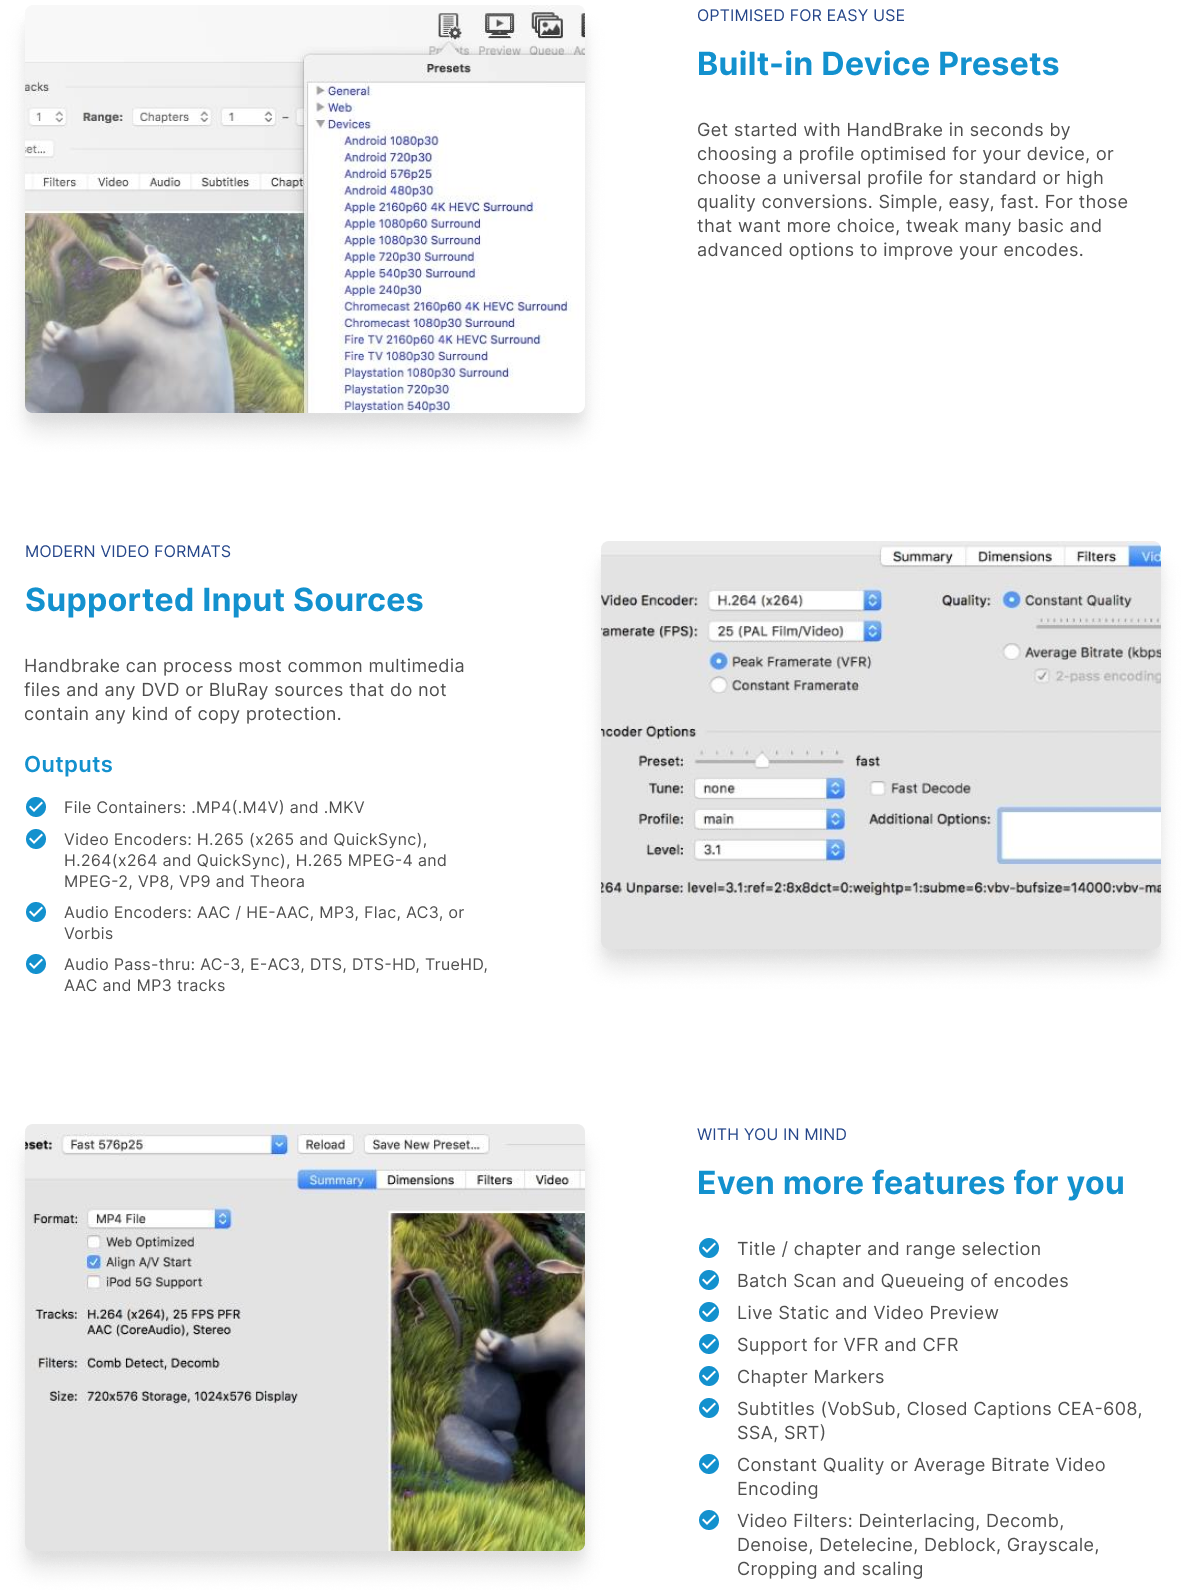 Presets Preview Queue
Presets
General
Web
Devices
Android 1080p30
Android 720p30
Android 576p25
Android 480p30
Apple 2160p60 4K HEVC Surround
Apple 1080p60 Surround
Apple 1080p30 Surround
Apple 720p30 Surround
Apple 540p30 Surround
Apple 240p30
Chromecast 2160p60 4K HEVC Surround
Chromecast 1080p30 Surround
Fire TV 2160p60 4K HEVC Surround
Fire TV 1080p30 Surround
Playstation 1080p30 Surround
Playstation 720p30
Playstation 540p30
acks
1 Range: Chapters 1 –
et...
Filters Video Audio Subtitles Chapt
OPTIMISED FOR EASY USE
Built-in Device Presets
Get started with HandBrake in seconds by
choosing a profile optimised for your device, or
choose a universal profile for standard or high
quality conversions. Simple, easy, fast. For those
that want more choice, tweak many basic and
advanced options to improve your encodes.
MODERN VIDEO FORMATS
Supported Input Sources
Handbrake can process most common multimedia
files and any DVD or BluRay sources that do not
contain any kind of copy protection.
Outputs
File Containers: .MP4(.M4V) and .MKV
Video Encoders: H.265 (x265 and QuickSync),
H.264(x264 and QuickSync), H.265 MPEG-4 and
MPEG-2, VP8, VP9 and Theora
Audio Encoders: AAC / HE-AAC, MP3, Flac, AC3, or
Vorbis
Audio Pass-thru: AC-3, E-AC3, DTS, DTS-HD, TrueHD,
AAC and MP3 tracks
Summary Dimensions Filters Vid
Video Encoder: H.264 (x264) Quality: Constant Quality
amerate (FPS): 25 (PAL Film/Video)
Average Bitrate (kbps
Peak Framerate (VFR)
2-pass encoding
Constant Framerate
ncoder Options
Preset: fast
Tune: none Fast Decode
Profile: main Additional Options:
Level: 3.1
264 Unparse: level=3.1:ref=2:8x8dct=0:weightp=1:subme=6:vbv-bufsize=14000:vbv-ma
eset: Fast 576p25 Reload Save New Preset...
Summary Dimensions Filters Video
Format: MP4 File
Web Optimized
Align A/V Start
iPod 5G Support
Tracks: H.264 (x264), 25 FPS PFR
AAC (CoreAudio), Stereo
Filters: Comb Detect, Decomb
Size: 720x576 Storage, 1024x576 Display
WITH YOU IN MIND
Even more features for you
Title / chapter and range selection
Batch Scan and Queueing of encodes
Live Static and Video Preview
Support for VFR and CFR
Chapter Markers
Subtitles (VobSub, Closed Captions CEA-608,
SSA, SRT)
Constant Quality or Average Bitrate Video
Encoding
Video Filters: Deinterlacing, Decomb,
Denoise, Detelecine, Deblock, Grayscale,
Cropping and scaling